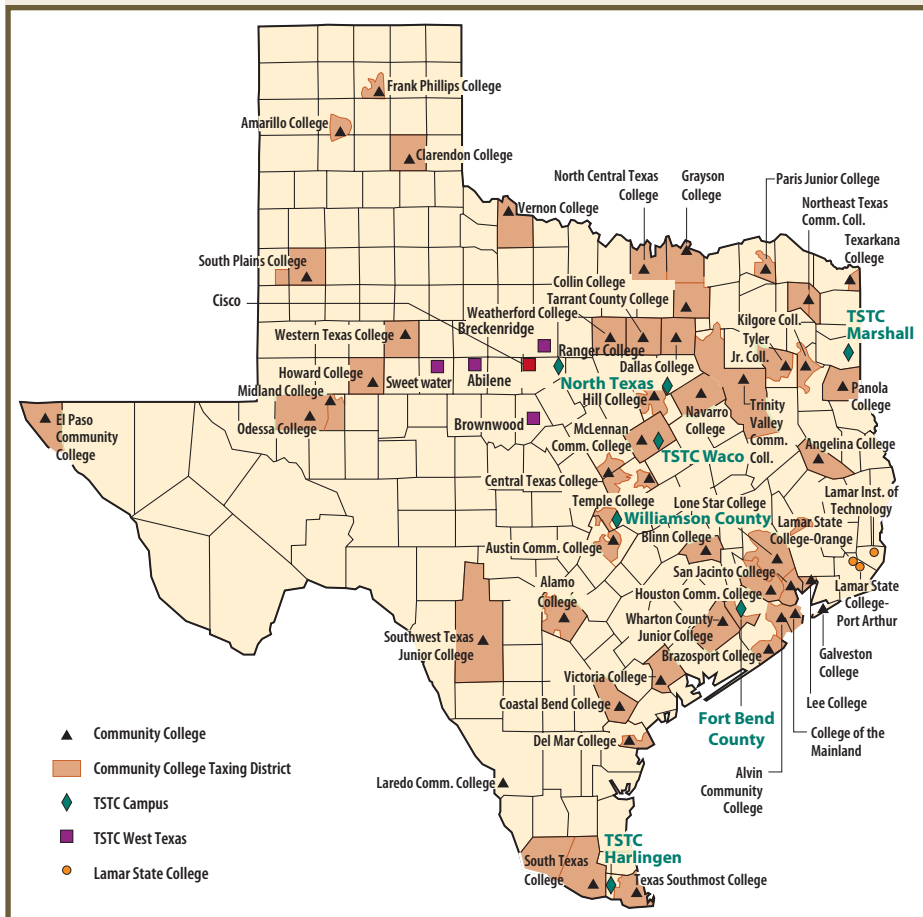 Frank Phillips College
Amarillo College
Clarendon College
North Central Texas
College
Grayson
College
Paris Junior College
Northeast Texas
Comm. Coll.
Texarkana
College
Vernon College
South Plains College
Cisco
Collin College
Tarrant County College
Weatherford College
Breckenridge
Western Texas College
Ranger College
Dallas College
Kilgore Coll.
Tyler
Jr. Coll.
TSTC
Marshall
Howard College
Sweet water
Abilene
North Texas
Midland College
Hill College
Panola
College
Odessa College
Brownwood
McLennan
Comm. College
Navarro
College
Trinity
Valley
Comm.
Coll.
El Paso
Community
College
TSTC Waco
Angelina College
Central Texas College
Temple College
Lone Star College
Lamar Inst. of
Technology
Williamson County
Lamar State
College-Orange
Blinn College
Austin Comm. College
San Jacinto College
Alamo
College
Houston Comm. College
Lamar State
College-
Port Arthur
Wharton County
Junior College
Southwest Texas
Junior College
Brazosport College
Galveston
College
Victoria College
Lee College
Coastal Bend College
Fort Bend
County
College of the
Mainland
Del Mar College
Alvin
Community
College
Laredo Comm. College
TSTC
Harlingen
South Texas
College
Texas Southmost College
Community College
Community College Taxing District
TSTC Campus
TSTC West Texas
Lamar State College